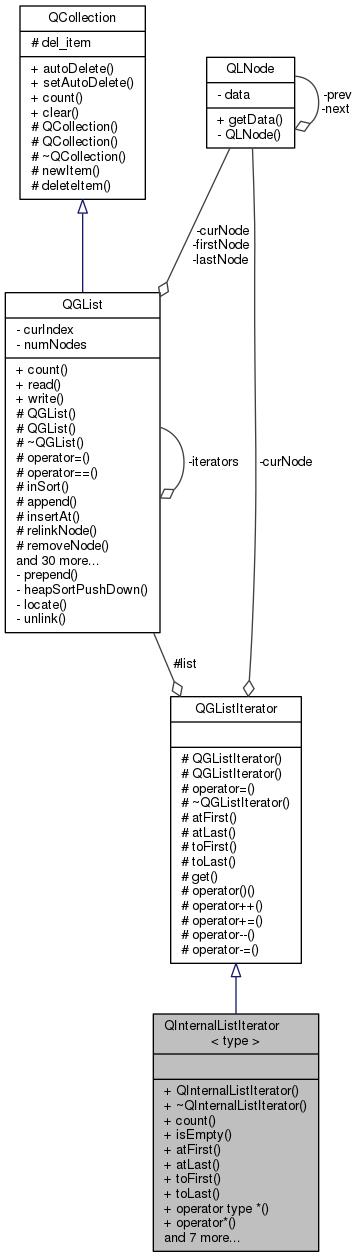 QCollection
# del_item
+ autoDelete()
+ setAutoDelete()
+ count()
+ clear()
# QCollection()
# QCollection()
# ~QCollection()
# newItem()
# deleteItem()
QLNode
- data
+ getData()
- QLNode()
-prev
-next
-curNode
-firstNode
-lastNode
QGList
- curIndex
- numNodes
+ count()
+ read()
+ write()
# QGList()
# QGList()
# ~QGList()
# operator=()
# operator==()
# inSort()
# append()
# insertAt()
# relinkNode()
# removeNode()
and 30 more...
- prepend()
- heapSortPushDown()
- locate()
- unlink()
-iterators
-curNode
#list
QGListIterator
# QGListIterator()
# QGListIterator()
# operator=()
# ~QGListIterator()
# atFirst()
# atLast()
# toFirst()
# toLast()
# get()
# operator()()
# operator++()
# operator+=()
# operator--()
# operator-=()
QInternalListIterator
< type >
+ QInternalListIterator()
+ ~QInternalListIterator()
+ count()
+ isEmpty()
+ atFirst()
+ atLast()
+ toFirst()
+ toLast()
+ operator type *()
+ operator*()
and 7 more...